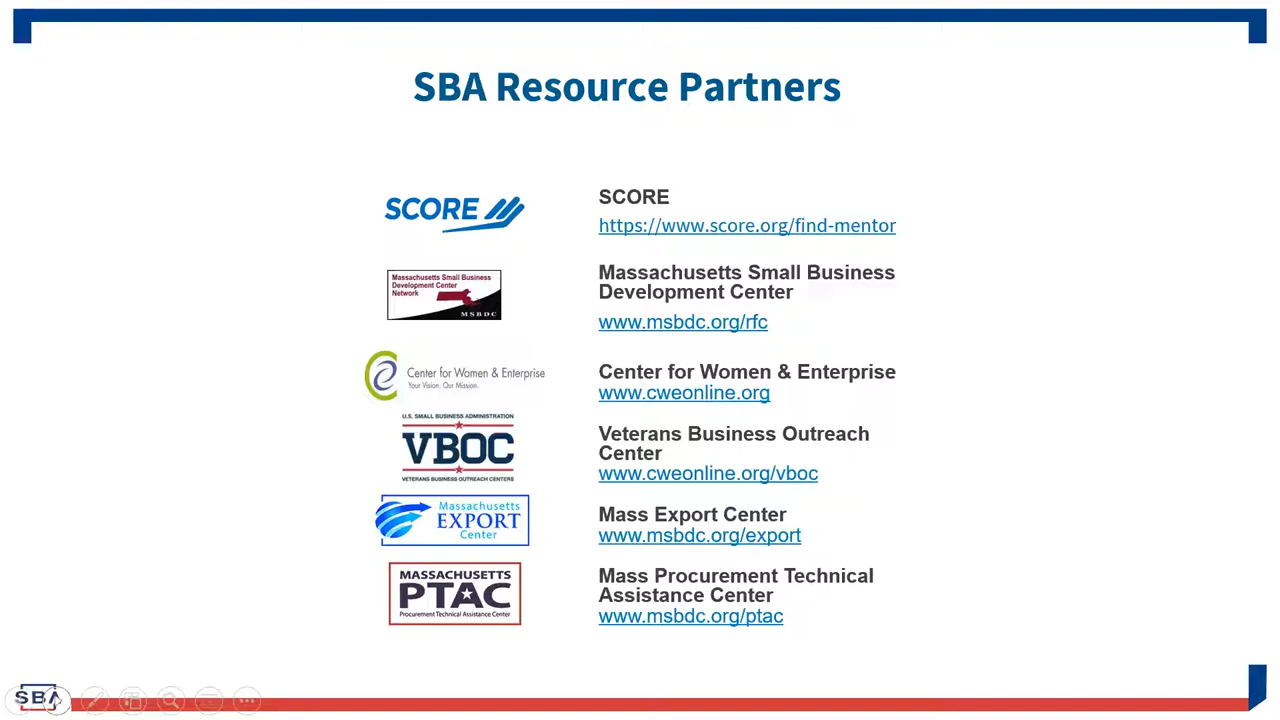 SBA Resource Partners
SCORE
SCORE
https://www.score.org/find-mentor
Massachusetts Small Business
Development Center
Network
MSBDC
Massachusetts Small Business
Development Center
www.msbdc.org/rfc
Center for Women & Enterprise
Your Vision. Our Mission.
Center for Women & Enterprise
www.cweonline.org
U.S. SMALL BUSINESS ADMINISTRATION
VBOC
VETERANS BUSINESS OUTREACH CENTERS
Veterans Business Outreach
Center
www.cweonline.org/vboc
Massachusetts
EXPORT
Center
Mass Export Center
www.msbdc.org/export
MASSACHUSETTS
PTAC
Procurement Technical Assistance Center
Mass Procurement Technical
Assistance Center
www.msbdc.org/ptac
SBA